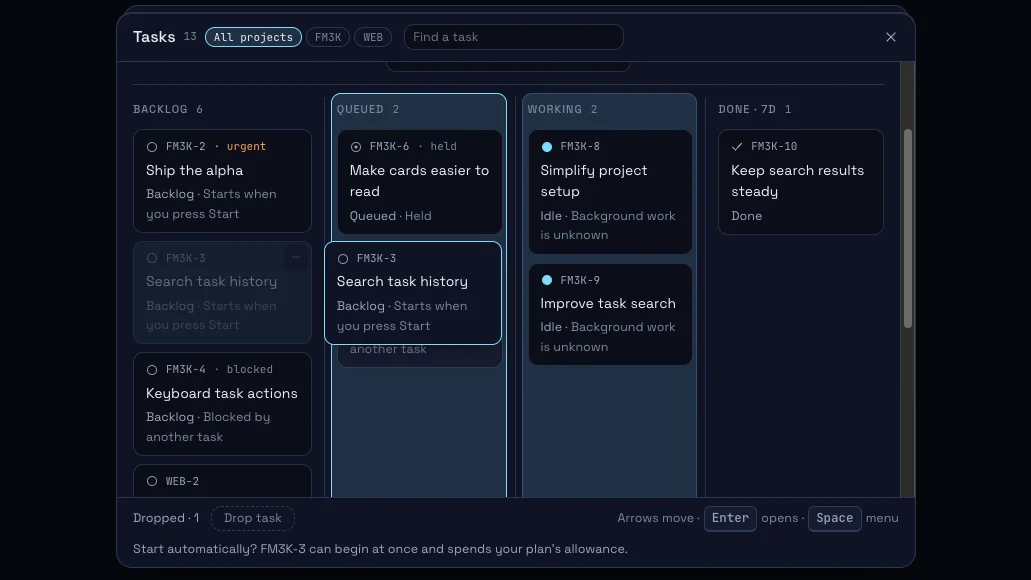 Tasks 13 All projects FM3K WEB Find a task
BACKLOG 6
FM3K-2 · urgent
Ship the alpha
Backlog · Starts when
you press Start
FM3K-3 ...
Search task history
Backlog · Starts when
you press Start
FM3K-4 · blocked
Keyboard task actions
Backlog · Blocked by
another task
WEB-2
QUEUED 2
FM3K-6 · held
Make cards easier to
read
Queued · Held
FM3K-3
Search task history
Backlog · Starts when
you press Start
another task
WORKING 2
FM3K-8
Simplify project
setup
Idle · Background work
is unknown
FM3K-9
Improve task search
Idle · Background work
is unknown
DONE · 7D 1
FM3K-10
Keep search results
steady
Done
Dropped · 1 Drop task Arrows move · Enter opens · Space menu
Start automatically? FM3K-3 can begin at once and spends your plan's allowance.